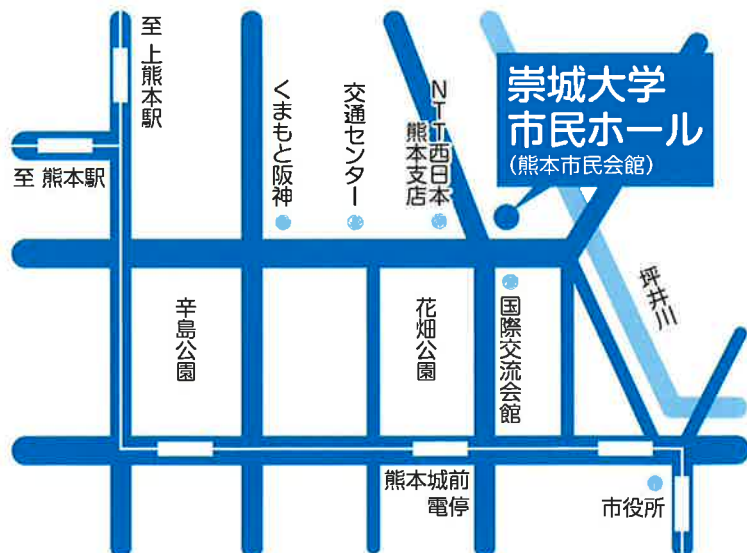 至 上熊本駅
至 熊本駅
くまもと阪神
交通センター
NTT西日本
熊本支店
崇城大学
市民ホール
(熊本市民会館)
坪井川
辛島公園
花畑公園
国際交流会館
熊本城前
電停
市役所